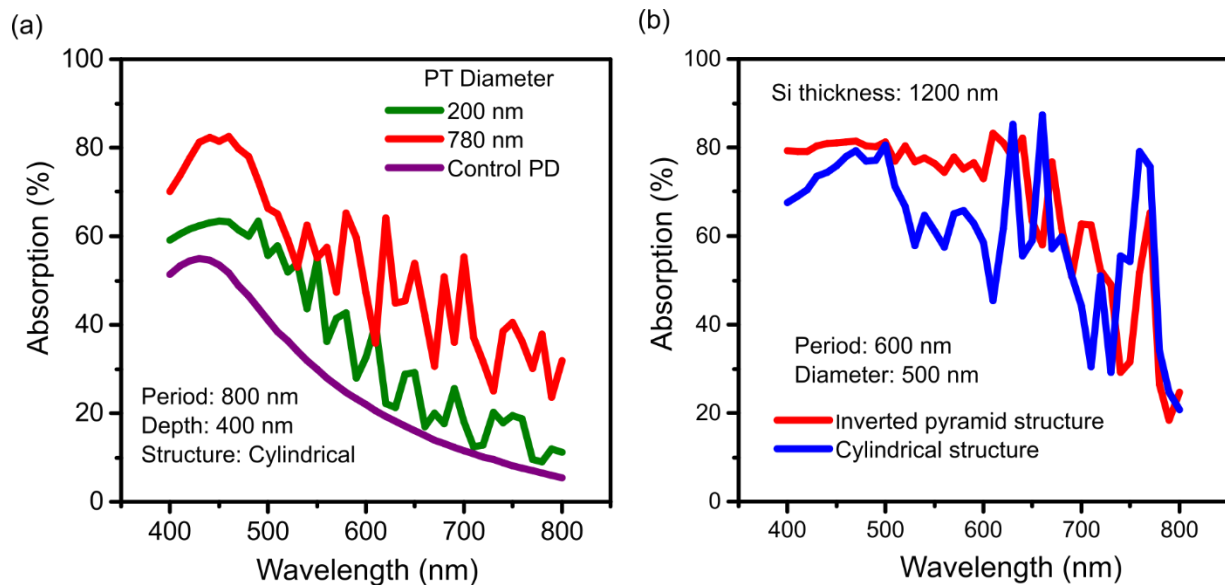 (a)
Absorption (%)
100
80
60
40
20
0
PT Diameter
200 nm
780 nm
Control PD
Period: 800 nm
Depth: 400 nm
Structure: Cylindrical
400
500
600
700
800
Wavelength (nm)
(b)
Absorption (%)
100
80
60
40
20
0
Si thickness: 1200 nm
Period: 600 nm
Diameter: 500 nm
Inverted pyramid structure
Cylindrical structure
400
500
600
700
800
Wavelength (nm)